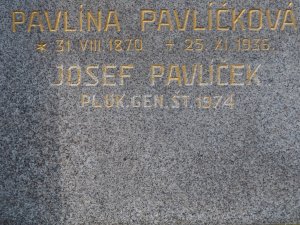 PAVLÍNA PAVLÍČKOVÁ
* 31. VIII. 1870 + 25. XI. 1936.
JOSEF PAVLÍČEK
PLUK. GEN. ŠT. 1974